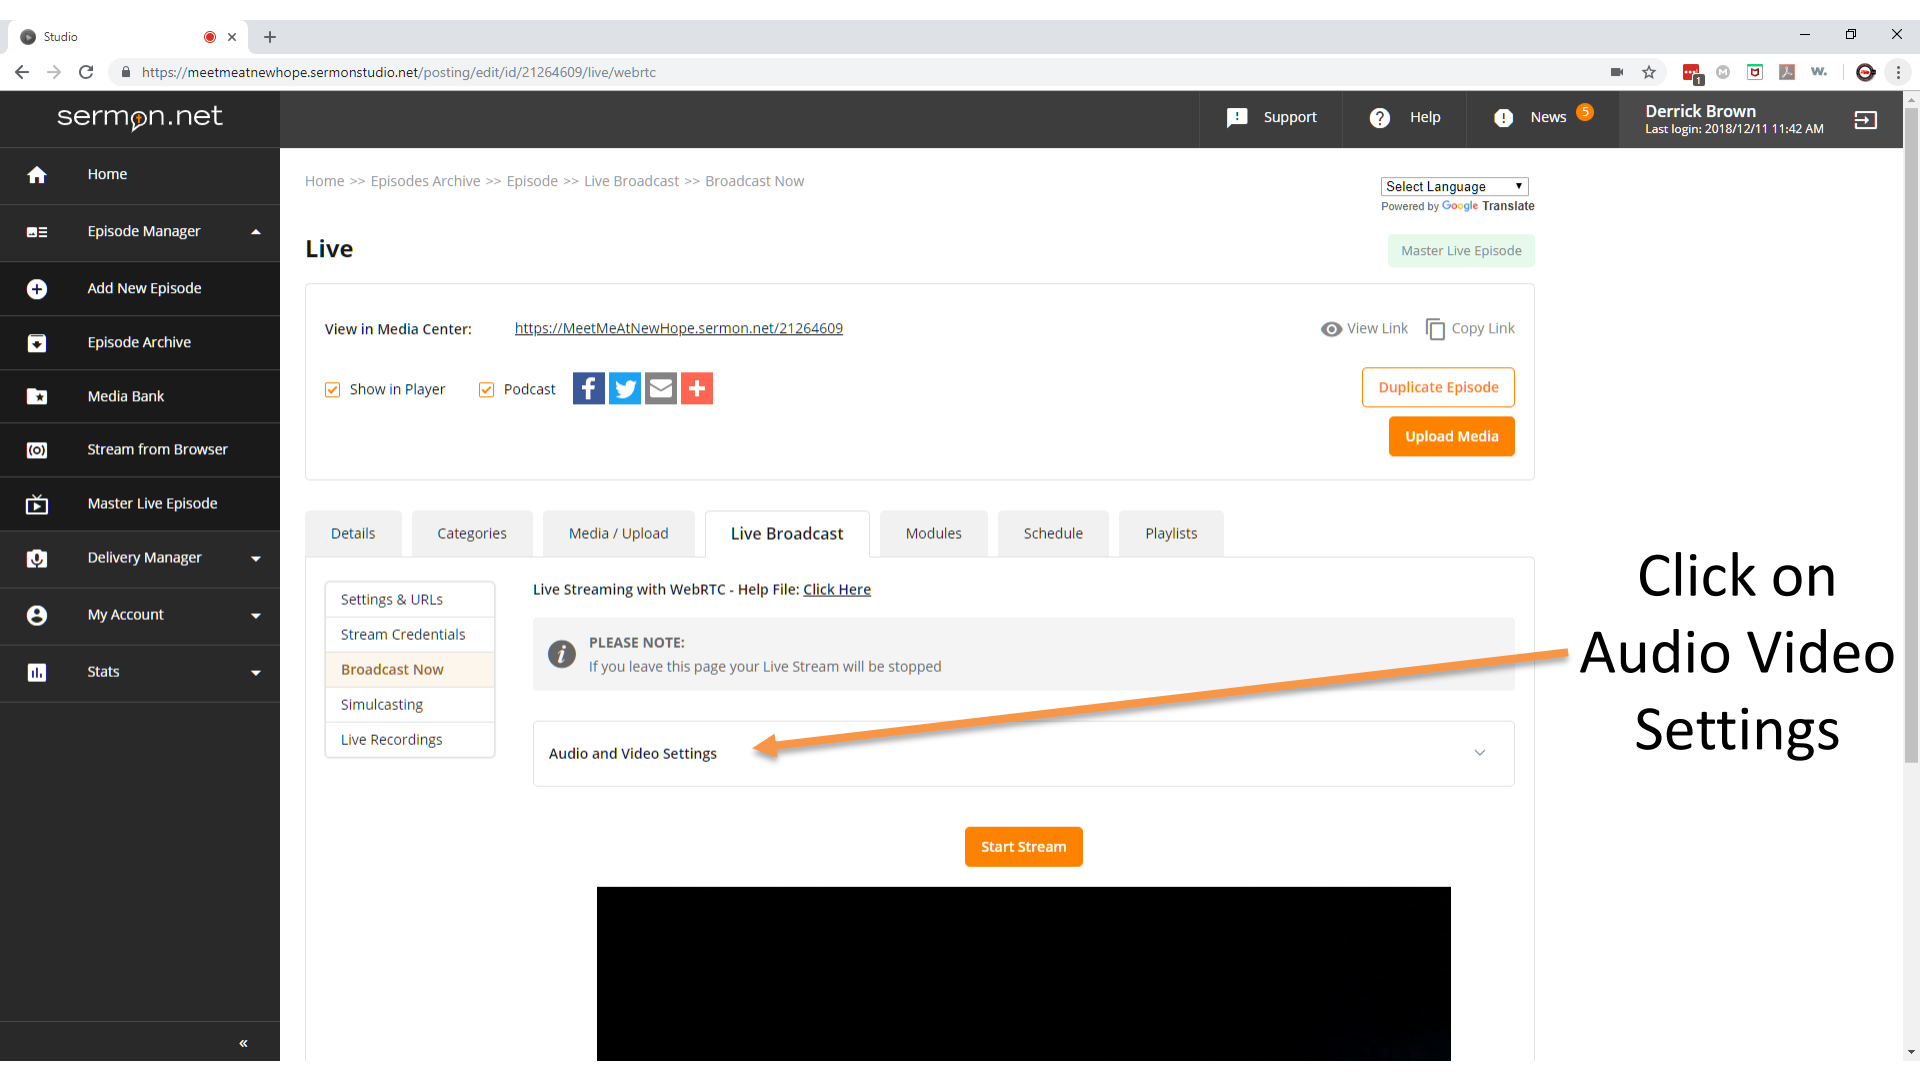 Studio
https://meetmeatnewhope.sermonstudio.net/posting/edit/id/21264609/live/webrtc
1
M
W.
sermon.net
Support
Help
News 5
Derrick Brown
Last login: 2018/12/11 11:42 AM
Home
Episode Manager
Add New Episode
Episode Archive
Media Bank
Stream from Browser
Master Live Episode
Delivery Manager
My Account
Stats
«
Home >> Episodes Archive >> Episode >> Live Broadcast >> Broadcast Now
Select Language
Powered by Google Translate
Live
Master Live Episode
View in Media Center: https://MeetMeAtNewHope.sermon.net/21264609
View Link Copy Link
Show in Player Podcast
Duplicate Episode
Upload Media
Details Categories Media / Upload Live Broadcast Modules Schedule Playlists
Settings & URLs
Stream Credentials
Broadcast Now
Simulcasting
Live Recordings
Live Streaming with WebRTC - Help File: Click Here
PLEASE NOTE:
If you leave this page your Live Stream will be stopped
Audio and Video Settings
Start Stream
Click on
Audio Video
Settings